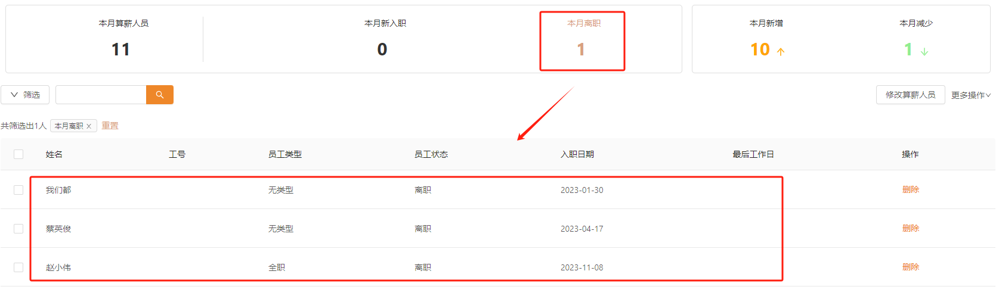 本月算薪人员 本月新入职 本月离职 本月新增 本月减少
11 0 1 10 ↑ 1 ↓
筛选 修改算薪人员 更多操作
共筛选出1人 本月离职 X 重置
姓名 工号 员工类型 员工状态 入职日期 最后工作日 操作
我们都 无类型 离职 2023-01-30 删除
蔡英俊 无类型 离职 2023-04-17 删除
赵小伟 全职 离职 2023-11-08 删除